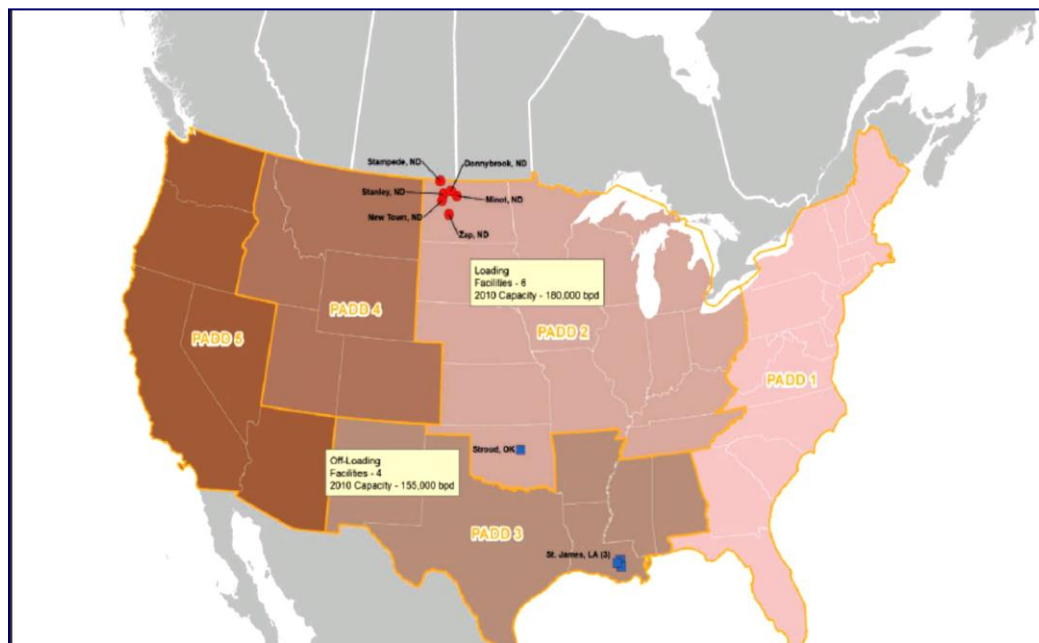 Stampede, ND
Donnybrook, ND
Stanley, ND
Minot, ND
New Town, ND
Zap, ND
Loading
Facilities - 6
2010 Capacity - 180,000 bpd
PADD 4
PADD 5
PADD 2
PADD 1
Stroud, OK
Off-Loading
Facilities - 4
2010 Capacity - 155,000 bpd
PADD 3
St. James, LA (3)